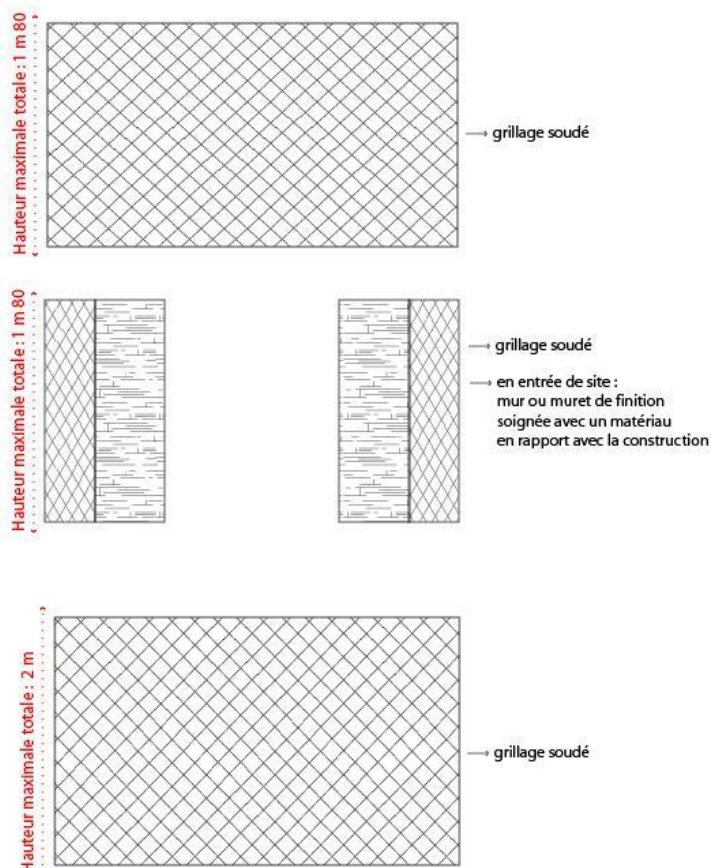 Hauteur maximale totale : 1 m 80
grillage soudé
Hauteur maximale totale : 1 m 80
grillage soudé
en entrée de site :
mur ou muret de finition
soignée avec un matériau
en rapport avec la construction
Hauteur maximale totale : 2 m
grillage soudé